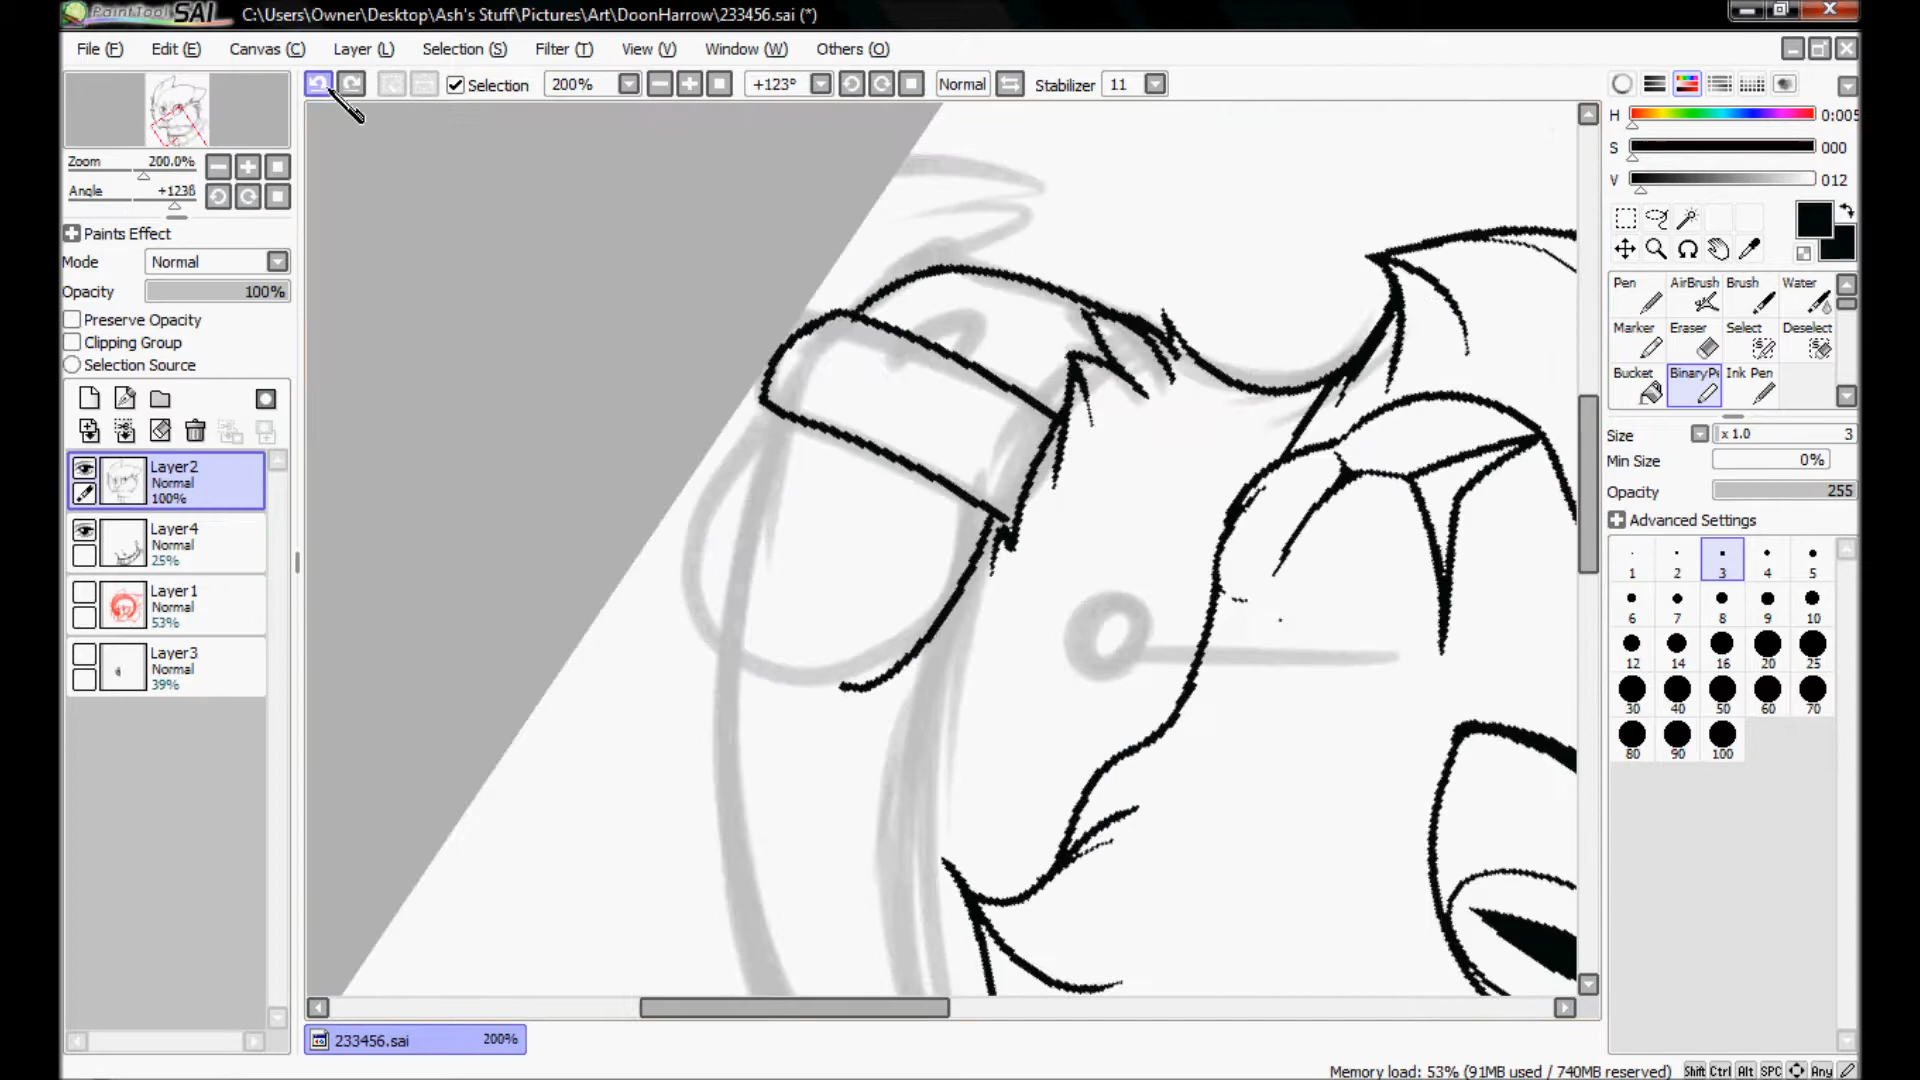 PaintTool SAI C:\Users\Owner\Desktop\Ash's Stuff\Pictures\Art\DoonHarrow\233456.sai (*)
File (F) Edit (E) Canvas (C) Layer (L) Selection (S) Filter (T) View (V) Window (W) Others (O)
Selection 200% +123° Normal Stabilizer 11
Zoom 200.0%
Angle +123ß
Paints Effect
Mode Normal
Opacity 100%
Preserve Opacity
Clipping Group
Selection Source
Layer2
Normal
100%
Layer4
Normal
25%
Layer1
Normal
53%
Layer3
Normal
39%
H 0:005
S 000
V 012
Pen AirBrush Brush Water
Marker Eraser Select Deselect
Bucket BinaryPe Ink Pen
Size x 1.0 3
Min Size 0%
Opacity 255
Advanced Settings
1 2 3 4 5
6 7 8 9 10
12 14 16 20 25
30 40 50 60 70
80 90 100
233456.sai 200%
Memory load: 53% (91MB used / 740MB reserved) Shift Ctrl Alt SPC Any